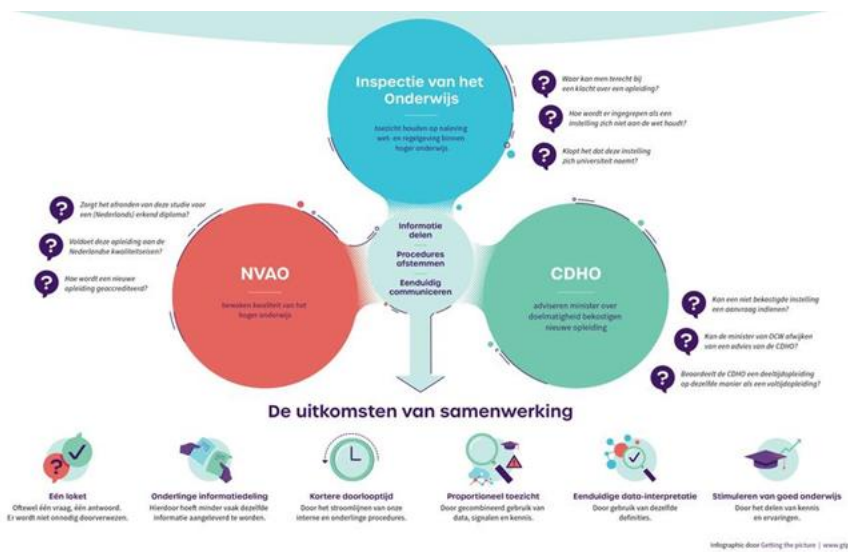 Inspectie van het
Onderwijs
toezicht houden op naleving
wet- en regelgeving binnen
hoger onderwijs.
?
Waar kan men terecht bij
een klacht over een opleiding?
?
Hoe wordt er ingegrepen als een
instelling zich niet aan de wet houdt?
?
Klopt het dat deze instelling
zich universiteit noemt?
?
Zorgt het afronden van deze studie voor
een (Nederlands) erkend diploma?
?
Voldoet deze opleiding aan de
Nederlandse kwaliteitseisen?
?
Hoe wordt een nieuwe
opleiding geaccrediteerd?
NVAO
bewaken kwaliteit van het
hoger onderwijs
Informatie
delen
Procedures
afstemmen
Eenduidig
communiceren
CDHO
adviseren minister over
doelmatigheid bekostigen
nieuwe opleiding
?
Kan een niet bekostigde instelling
een aanvraag indienen?
?
Kan de minister van OCW afwijken
van een advies van de CDHO?
?
Beoordeelt de CDHO een deeltijdopleiding
op dezelfde manier als een voltijdopleiding?
De uitkomsten van samenwerking
?
Eén loket
Oftewel één vraag, één antwoord.
Er wordt niet onnodig doorverwezen.
Onderlinge informatiedeling
Hierdoor hoeft minder vaak dezelfde
informatie aangeleverd te worden.
Kortere doorlooptijd
Door het stroomlijnen van onze
interne en onderlinge procedures.
Proportioneel toezicht
Door gecombineerd gebruik van
data, signalen en kennis.
Eenduidige data-interpretatie
Door gebruik van dezelfde
definities.
Stimuleren van goed onderwijs
Door het delen van kennis
en ervaringen.
Infographic door Getting the picture | www.gtp